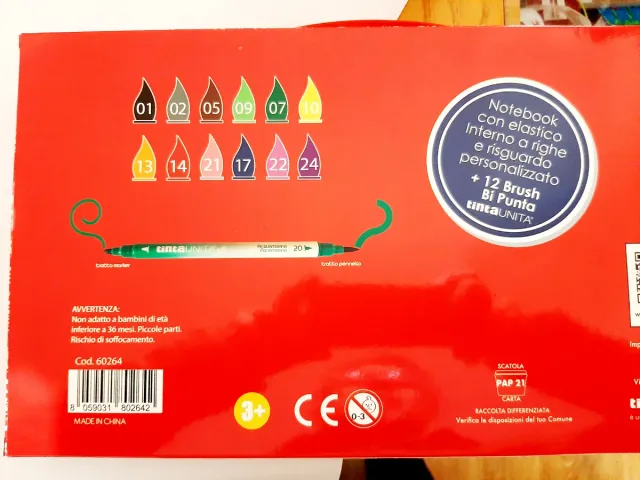 01 02 05 09 07 10
13 14 21 17 22 24
Notebook
con elastico
Inferno a righe
e risguardo
personalizzato
+ 12 Brush
Bi Punta
tintaUNITA
tintaUNITA
tratto marker
tratto pennello
AVVERTENZA:
Non adatto a bambini di età
inferiore a 36 mesi. Piccole parti.
Rischio di soffocamento.
Cod. 60264
8 059031 802642
MADE IN CHINA
3+
CE
0-3
SCATOLA
PAP 21
CARTA
RACCOLTA DIFFERENZIATA
Verifica le disposizioni del tuo Comune